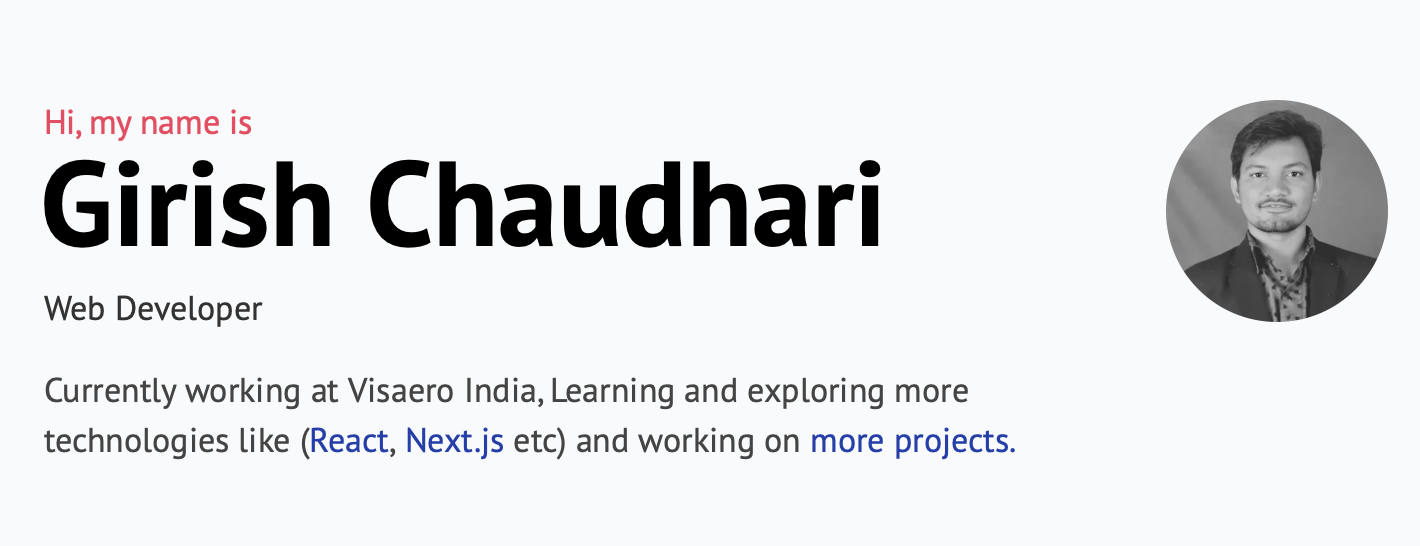 Hi, my name is
Girish Chaudhari
Web Developer
Currently working at Visaero India, Learning and exploring more
technologies like (React, Next.js etc) and working on more projects.